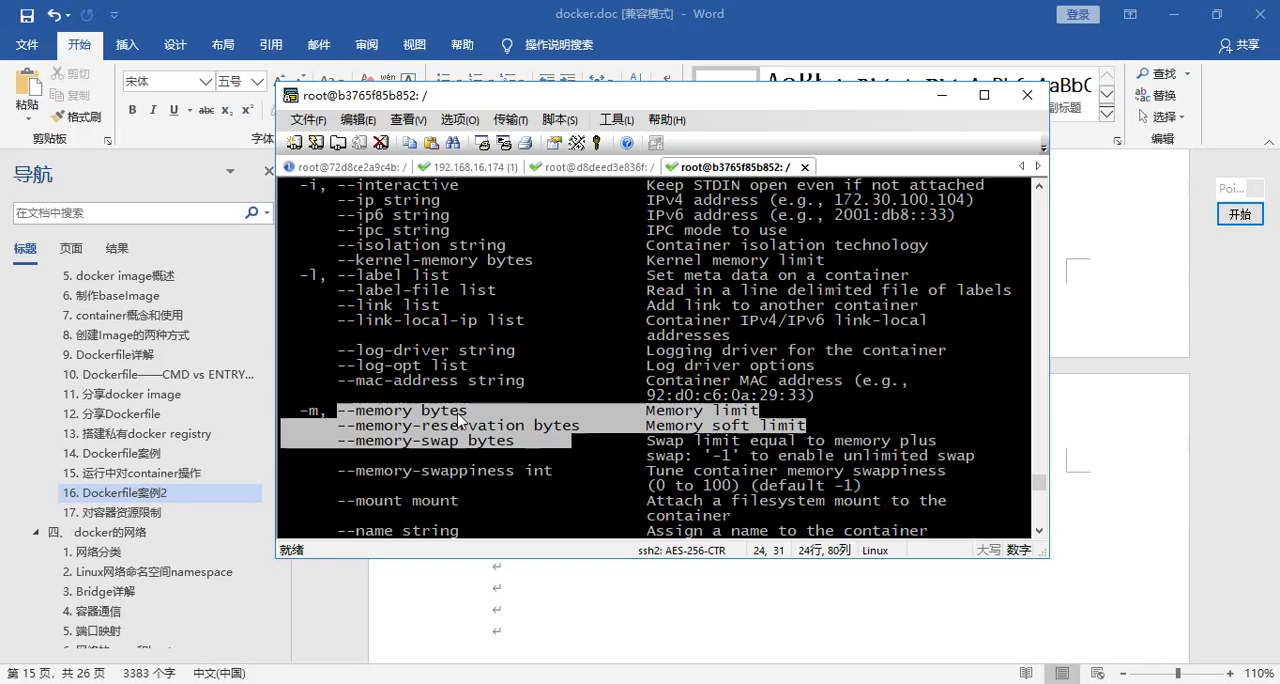 docker.doc [兼容模式] - Word
登录
文件 开始 插入 设计 布局 引用 邮件 审阅 视图 帮助 操作说明搜索 共享
粘贴
剪切
复制
格式刷
剪贴板
宋体 五号
B I U abc x₂ x²
字体
AaBbC
副标题
查找
替换
选择
编辑
导航
在文档中搜索
标题 页面 结果
5. docker image概述
6. 制作baseImage
7. container概念和使用
8. 创建Image的两种方式
9. Dockerfile详解
10. Dockerfile——CMD vs ENTRY...
11. 分享docker image
12. 分享Dockerfile
13. 搭建私有docker registry
14. Dockerfile案例
15. 运行中对container操作
16. Dockerfile案例2
17. 对容器资源限制
四、 docker的网络
1. 网络分类
2. Linux网络命名空间namespace
3. Bridge详解
4. 容器通信
5. 端口映射
root@b3765f85b852: /
文件(F) 编辑(E) 查看(V) 选项(O) 传输(T) 脚本(S) 工具(L) 帮助(H)
root@72d8ce2a9c4b: / 192.168.16.174 (1) root@d8deed3e836f: / root@b3765f85b852: /
-i, --interactive Keep STDIN open even if not attached
--ip string IPv4 address (e.g., 172.30.100.104)
--ip6 string IPv6 address (e.g., 2001:db8::33)
--ipc string IPC mode to use
--isolation string Container isolation technology
--kernel-memory bytes Kernel memory limit
-l, --label list Set meta data on a container
--label-file list Read in a line delimited file of labels
--link list Add link to another container
--link-local-ip list Container IPv4/IPv6 link-local
addresses
--log-driver string Logging driver for the container
--log-opt list Log driver options
--mac-address string Container MAC address (e.g.,
92:d0:c6:0a:29:33)
-m, --memory bytes Memory limit
--memory-reservation bytes Memory soft limit
--memory-swap bytes Swap limit equal to memory plus
swap: '-1' to enable unlimited swap
--memory-swappiness int Tune container memory swappiness
(0 to 100) (default -1)
--mount mount Attach a filesystem mount to the
container
--name string Assign a name to the container
就绪 ssh2: AES-256-CTR 24, 31 24行, 80列 Linux 大写 数字
Poi...
开始
第 15 页，共 26 页 3383 个字 中文(中国) 110%